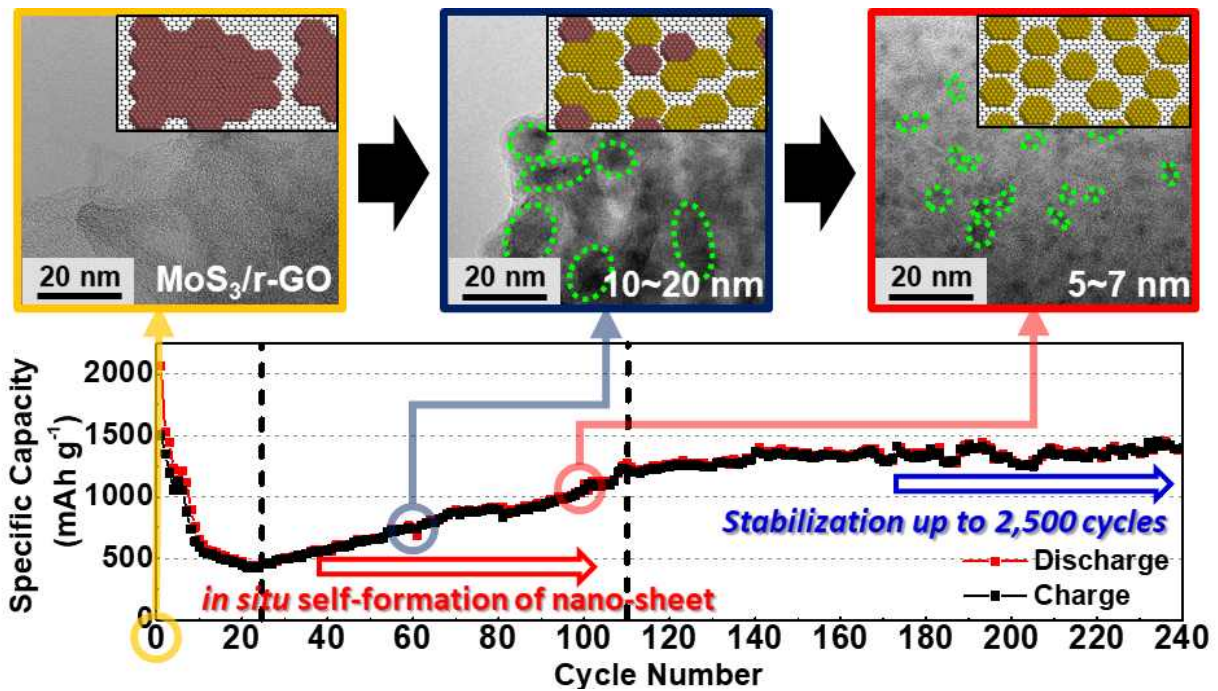 20 nm
MoS₃/r-GO
20 nm
10~20 nm
20 nm
5~7 nm
Specific Capacity
(mAh g⁻¹)
2000
1500
1000
500
0
Stabilization up to 2,500 cycles
in situ self-formation of nano-sheet
Discharge
Charge
0 20 40 60 80 100 120 140 160 180 200 220 240
Cycle Number